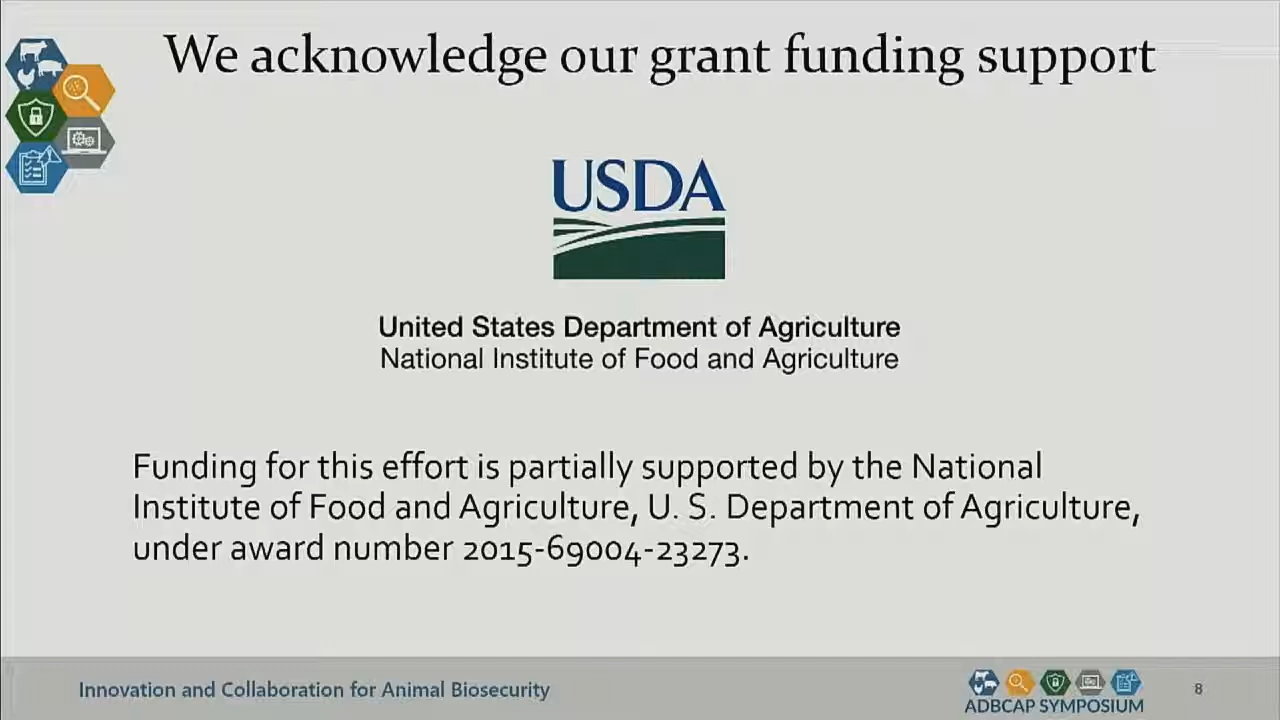 We acknowledge our grant funding support
USDA
United States Department of Agriculture
National Institute of Food and Agriculture
Funding for this effort is partially supported by the National
Institute of Food and Agriculture, U. S. Department of Agriculture,
under award number 2015-69004-23273.
Innovation and Collaboration for Animal Biosecurity
ADBCAP SYMPOSIUM
8